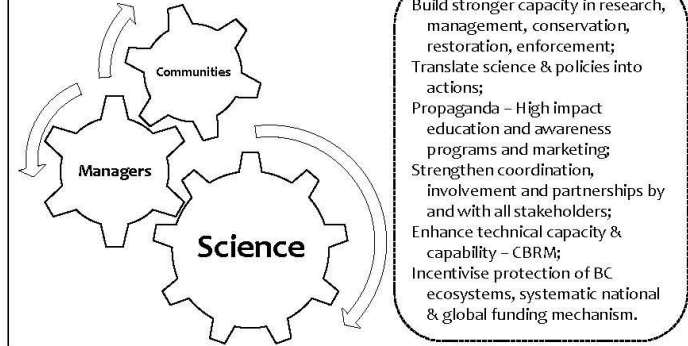 Communities
Managers
Science
Build stronger capacity in research,
management, conservation,
restoration, enforcement;
Translate science & policies into
actions;
Propaganda – High impact
education and awareness
programs and marketing;
Strengthen coordination,
involvement and partnerships by
and with all stakeholders;
Enhance technical capacity &
capability – CBRM;
Incentivise protection of BC
ecosystems, systematic national
& global funding mechanism.